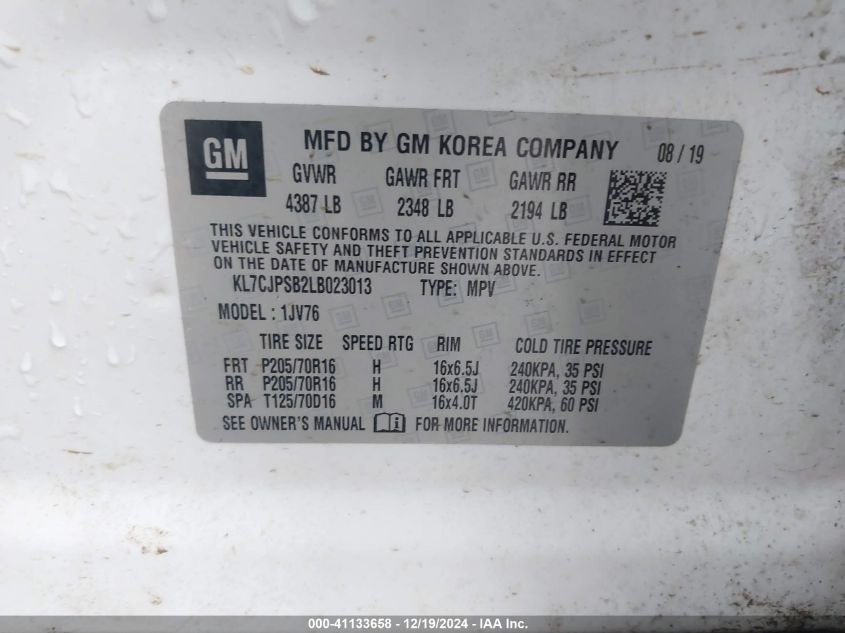 GM
MFD BY GM KOREA COMPANY 08 / 19
GVWR GAWR FRT GAWR RR
4387 LB 2348 LB 2194 LB
THIS VEHICLE CONFORMS TO ALL APPLICABLE U.S. FEDERAL MOTOR
VEHICLE SAFETY AND THEFT PREVENTION STANDARDS IN EFFECT
ON THE DATE OF MANUFACTURE SHOWN ABOVE.
KL7CJPSB2LB023013 TYPE: MPV
MODEL : 1JV76
TIRE SIZE SPEED RTG RIM COLD TIRE PRESSURE
FRT P205/70R16 H 16x6.5J 240KPA, 35 PSI
RR P205/70R16 H 16x6.5J 240KPA, 35 PSI
SPA T125/70D16 M 16x4.0T 420KPA, 60 PSI
SEE OWNER'S MANUAL i FOR MORE INFORMATION.
000-41133658 - 12/19/2024 - IAA Inc.